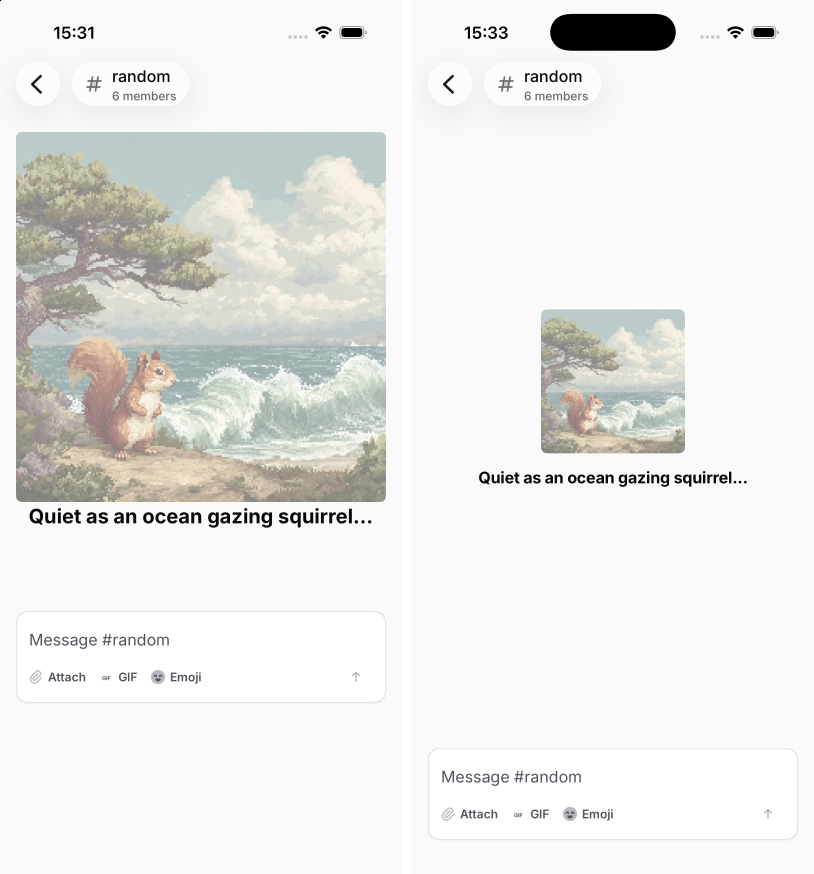 15:31
random
6 members
Quiet as an ocean gazing squirrel...
Message #random
Attach GIF GIF Emoji
15:33
random
6 members
Quiet as an ocean gazing squirrel...
Message #random
Attach GIF GIF Emoji